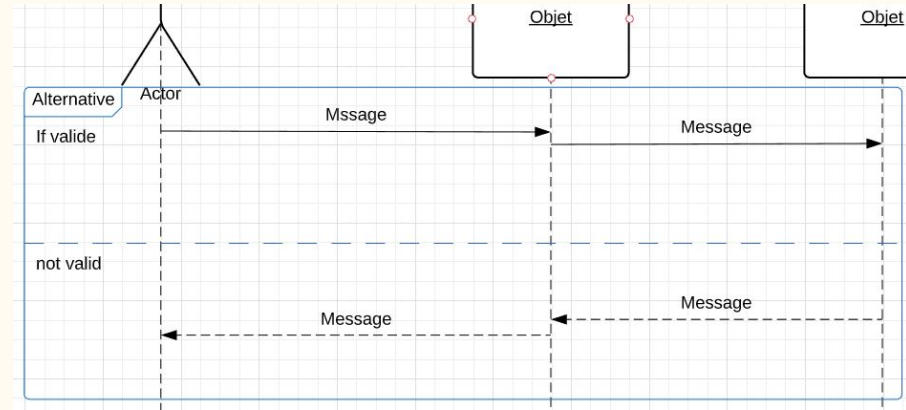 Objet
Objet
Actor
Alternative
Mssage
Message
If valide
not valid
Message
Message